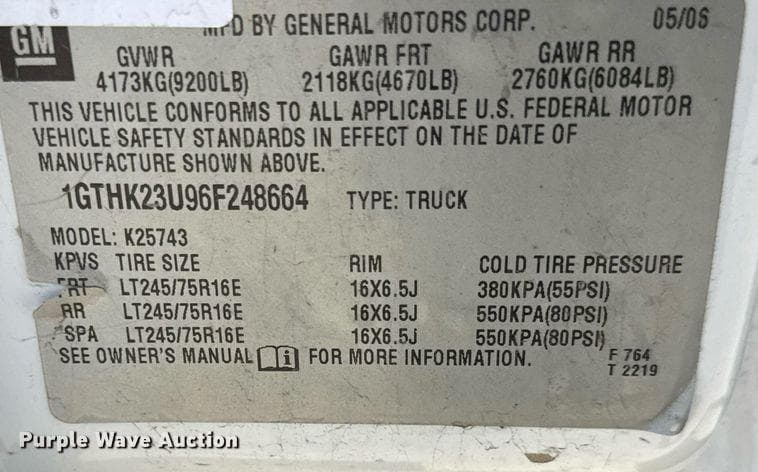 GM
MFD BY GENERAL MOTORS CORP. 05/06
GVWR GAWR FRT GAWR RR
4173KG(9200LB) 2118KG(4670LB) 2760KG(6084LB)
THIS VEHICLE CONFORMS TO ALL APPLICABLE U.S. FEDERAL MOTOR
VEHICLE SAFETY STANDARDS IN EFFECT ON THE DATE OF
MANUFACTURE SHOWN ABOVE.
1GTHK23U96F248664 TYPE: TRUCK
MODEL: K25743
KPVS TIRE SIZE RIM COLD TIRE PRESSURE
FRT LT245/75R16E 16X6.5J 380KPA(55PSI)
RR LT245/75R16E 16X6.5J 550KPA(80PSI)
SPA LT245/75R16E 16X6.5J 550KPA(80PSI)
SEE OWNER'S MANUAL i FOR MORE INFORMATION. F 764
T 2219
Purple Wave Auction